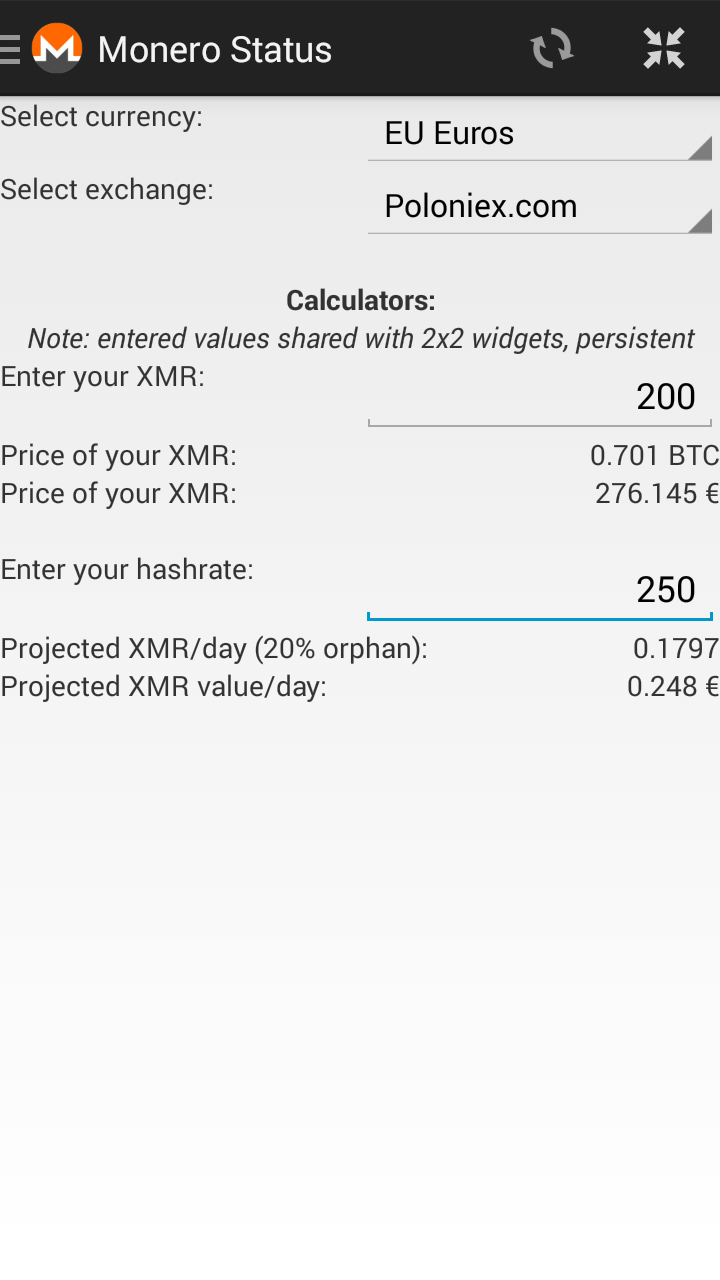 Monero Status
Select currency:
EU Euros
Select exchange:
Poloniex.com
Calculators:
Note: entered values shared with 2x2 widgets, persistent
Enter your XMR:
200
Price of your XMR: 0.701 BTC
Price of your XMR: 276.145 €
Enter your hashrate:
250
Projected XMR/day (20% orphan): 0.1797
Projected XMR value/day: 0.248 €